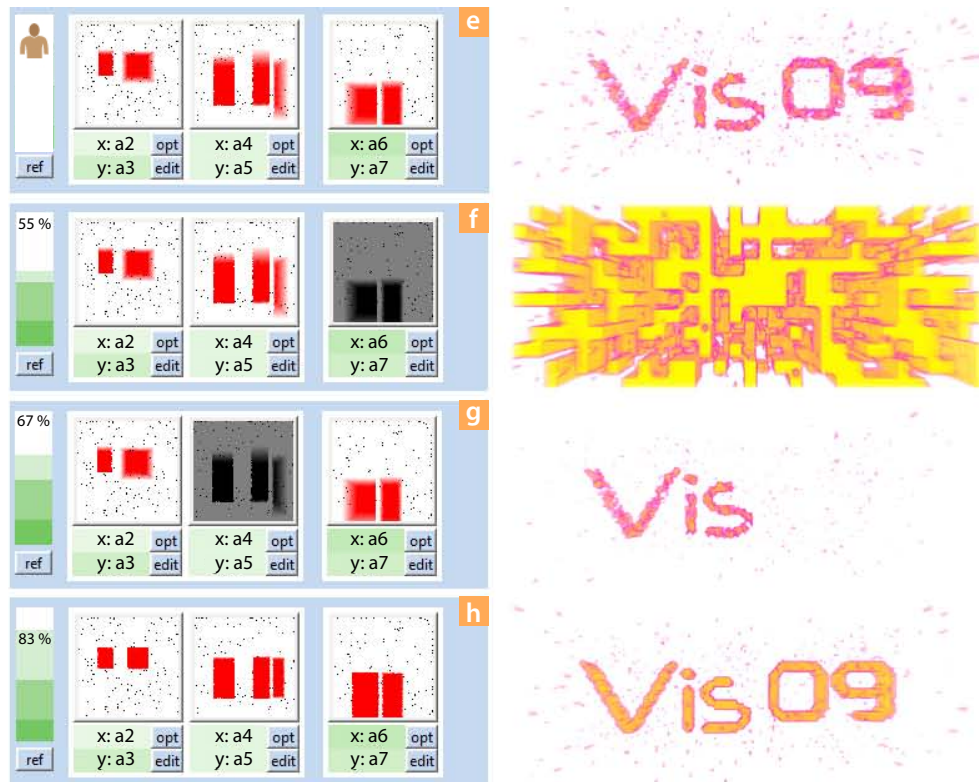 e
x: a2 opt x: a4 opt x: a6 opt
ref y: a3 edit y: a5 edit y: a7 edit
Vis 09
f
55 %
x: a2 opt x: a4 opt x: a6 opt
ref y: a3 edit y: a5 edit y: a7 edit
g
67 %
x: a2 opt x: a4 opt x: a6 opt
ref y: a3 edit y: a5 edit y: a7 edit
Vis
h
83 %
x: a2 opt x: a4 opt x: a6 opt
ref y: a3 edit y: a5 edit y: a7 edit
Vis 09